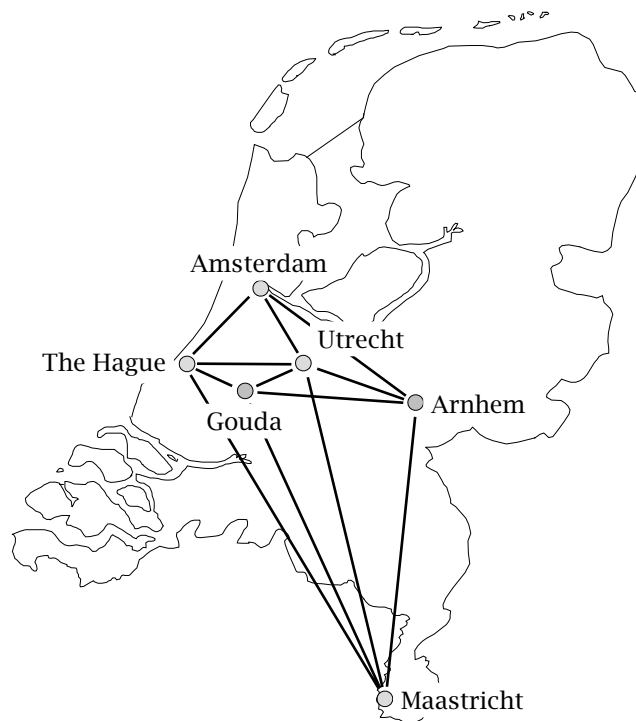 Amsterdam
Utrecht
The Hague
Arnhem
Gouda
Maastricht